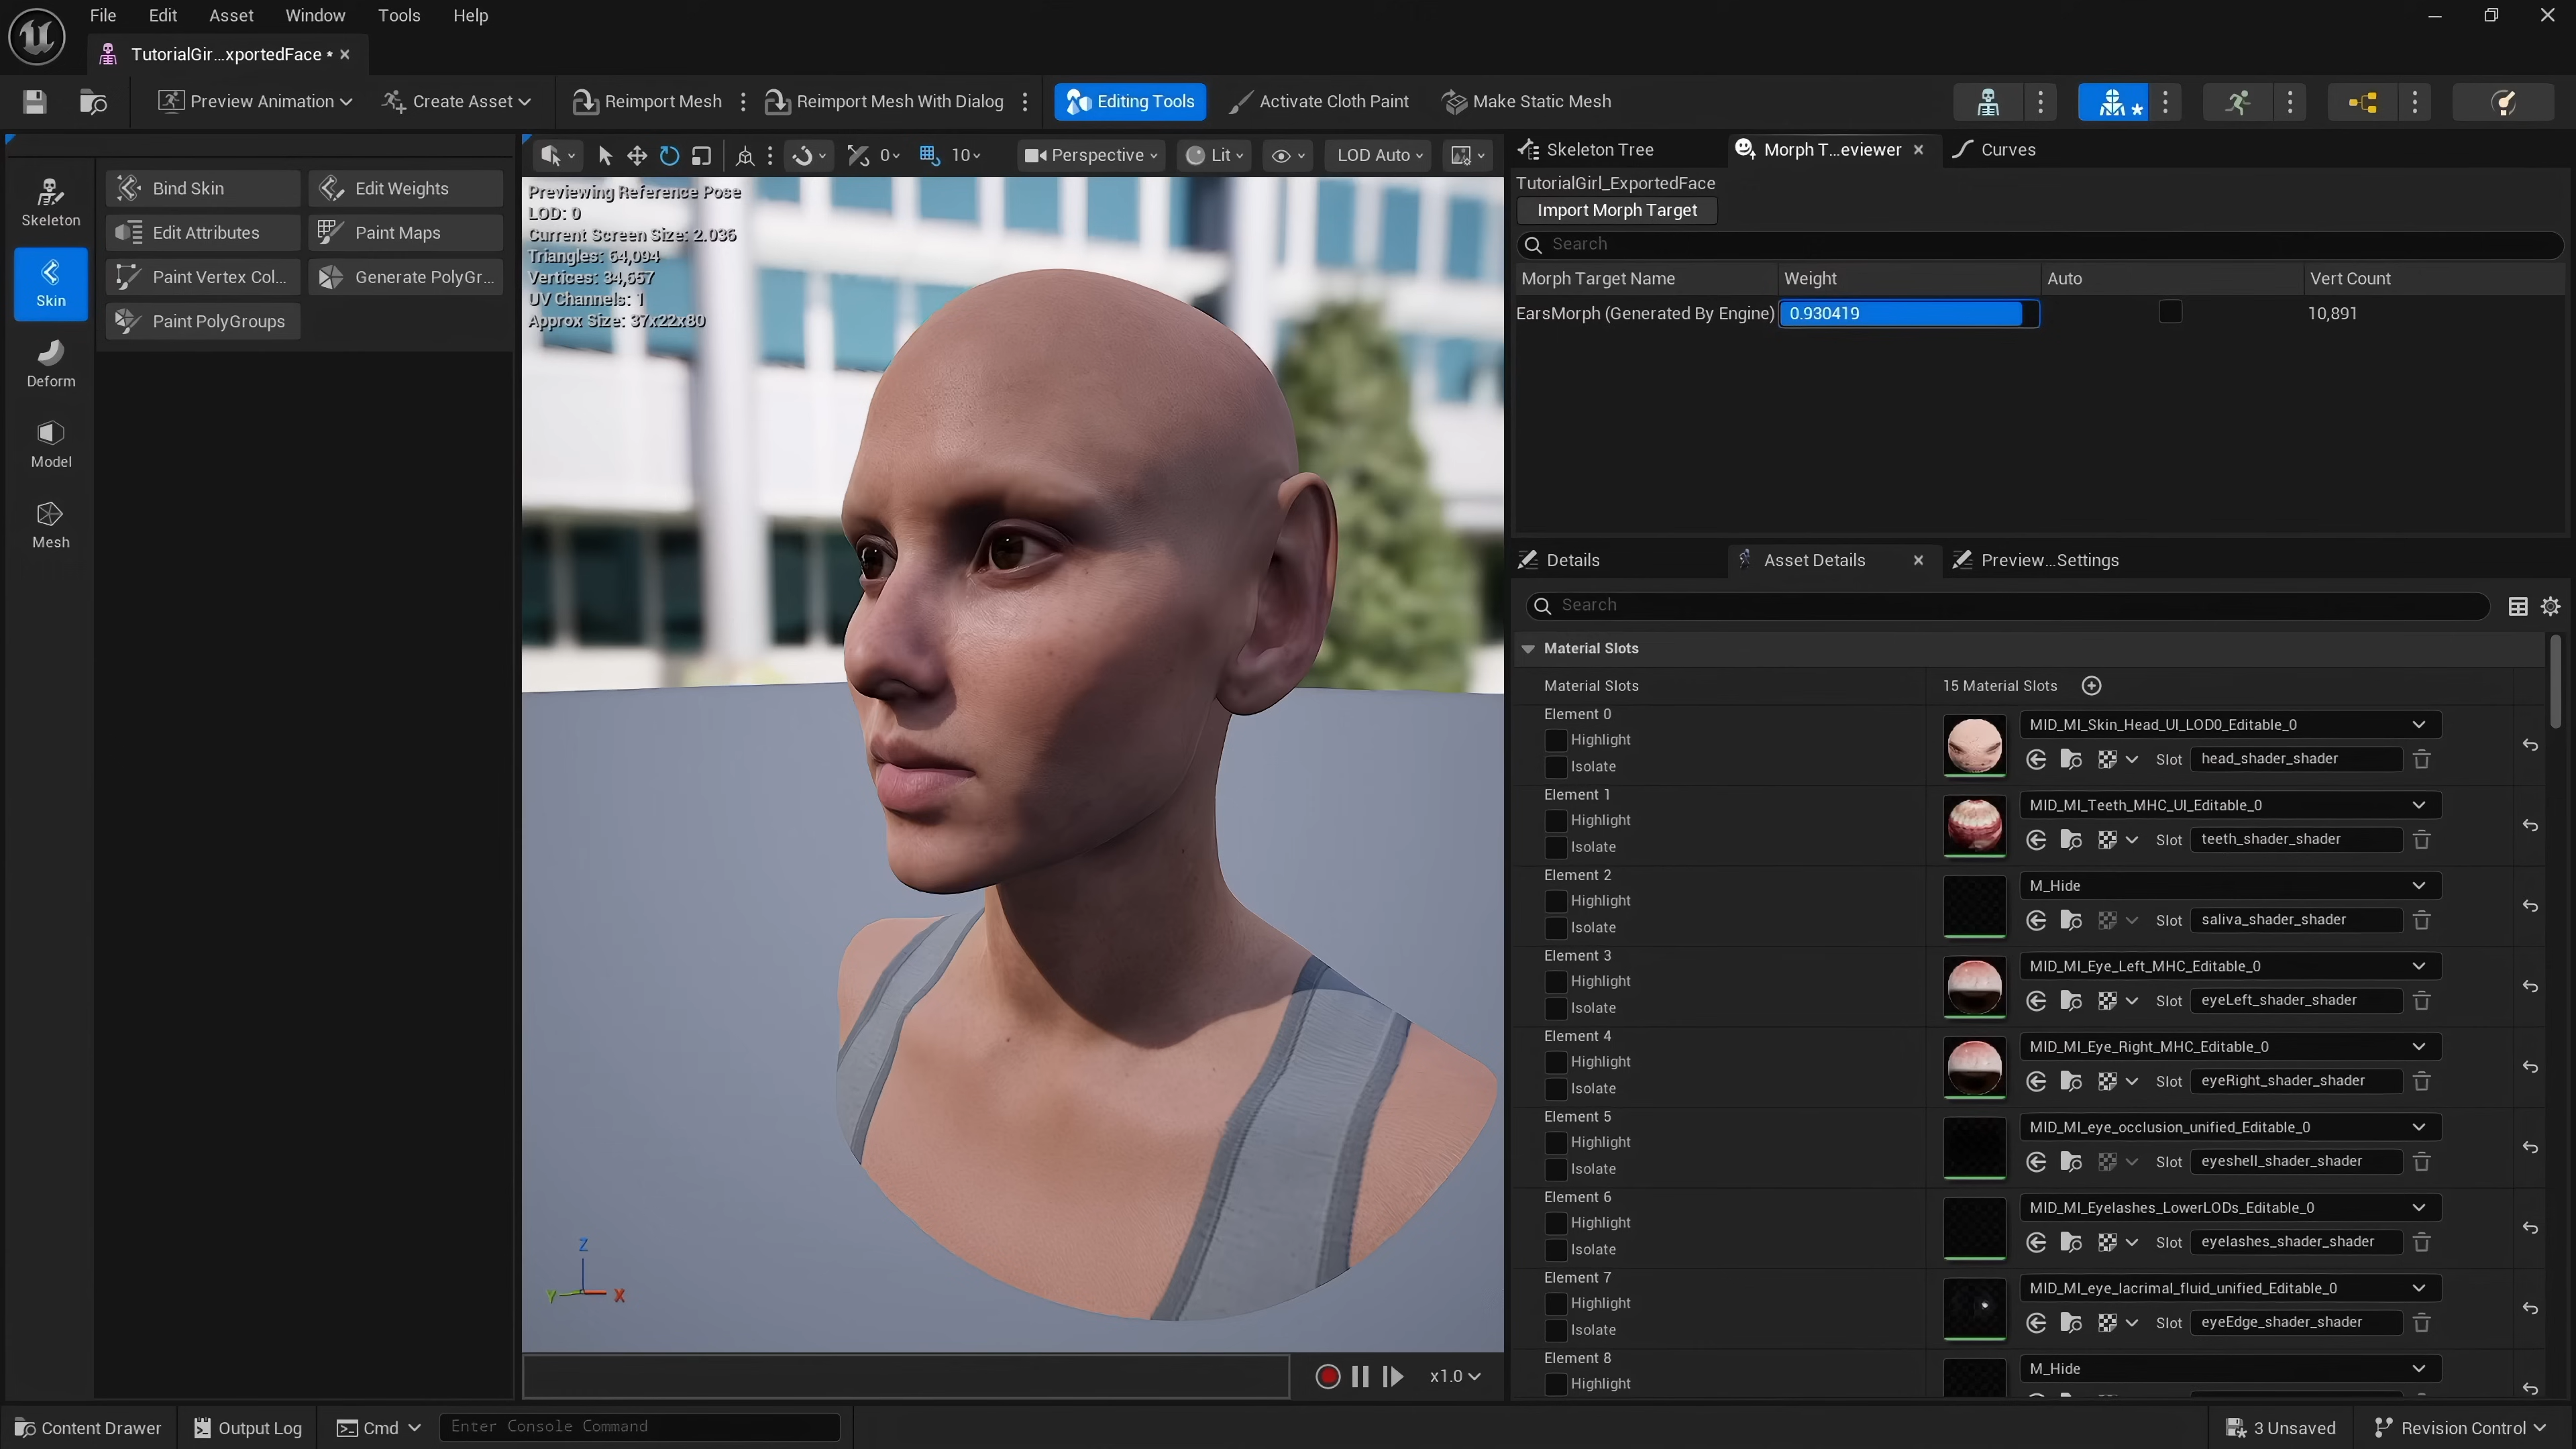 File Edit Asset Window Tools Help
TutorialGir...xportedFace *
Preview Animation Create Asset Reimport Mesh Reimport Mesh With Dialog Editing Tools Activate Cloth Paint Make Static Mesh
Skeleton
Skin
Deform
Model
Mesh
Bind Skin Edit Weights
Edit Attributes Paint Maps
Paint Vertex Col... Generate PolyGr...
Paint PolyGroups
0 10 Perspective Lit LOD Auto
Previewing Reference Pose
LOD: 0
Current Screen Size: 2.036
Triangles: 64,094
Vertices: 34,657
UV Channels: 1
Approx Size: 37x22x80
Z
Y X
x1.0
Skeleton Tree Morph T...eviewer Curves
TutorialGirl_ExportedFace
Import Morph Target
Search
Morph Target Name Weight Auto Vert Count
EarsMorph (Generated By Engine) 0.930419 10,891
Details Asset Details Preview...Settings
Search
Material Slots
Material Slots 15 Material Slots
Element 0
MID_MI_Skin_Head_UI_LOD0_Editable_0
Highlight
Slot head_shader_shader
Isolate
Element 1
MID_MI_Teeth_MHC_UI_Editable_0
Highlight
Slot teeth_shader_shader
Isolate
Element 2
M_Hide
Highlight
Slot saliva_shader_shader
Isolate
Element 3
MID_MI_Eye_Left_MHC_Editable_0
Highlight
Slot eyeLeft_shader_shader
Isolate
Element 4
MID_MI_Eye_Right_MHC_Editable_0
Highlight
Slot eyeRight_shader_shader
Isolate
Element 5
MID_MI_eye_occlusion_unified_Editable_0
Highlight
Slot eyeshell_shader_shader
Isolate
Element 6
MID_MI_Eyelashes_LowerLODs_Editable_0
Highlight
Slot eyelashes_shader_shader
Isolate
Element 7
MID_MI_eye_lacrimal_fluid_unified_Editable_0
Highlight
Slot eyeEdge_shader_shader
Isolate
Element 8
M_Hide
Highlight
Content Drawer Output Log Cmd Enter Console Command 3 Unsaved Revision Control